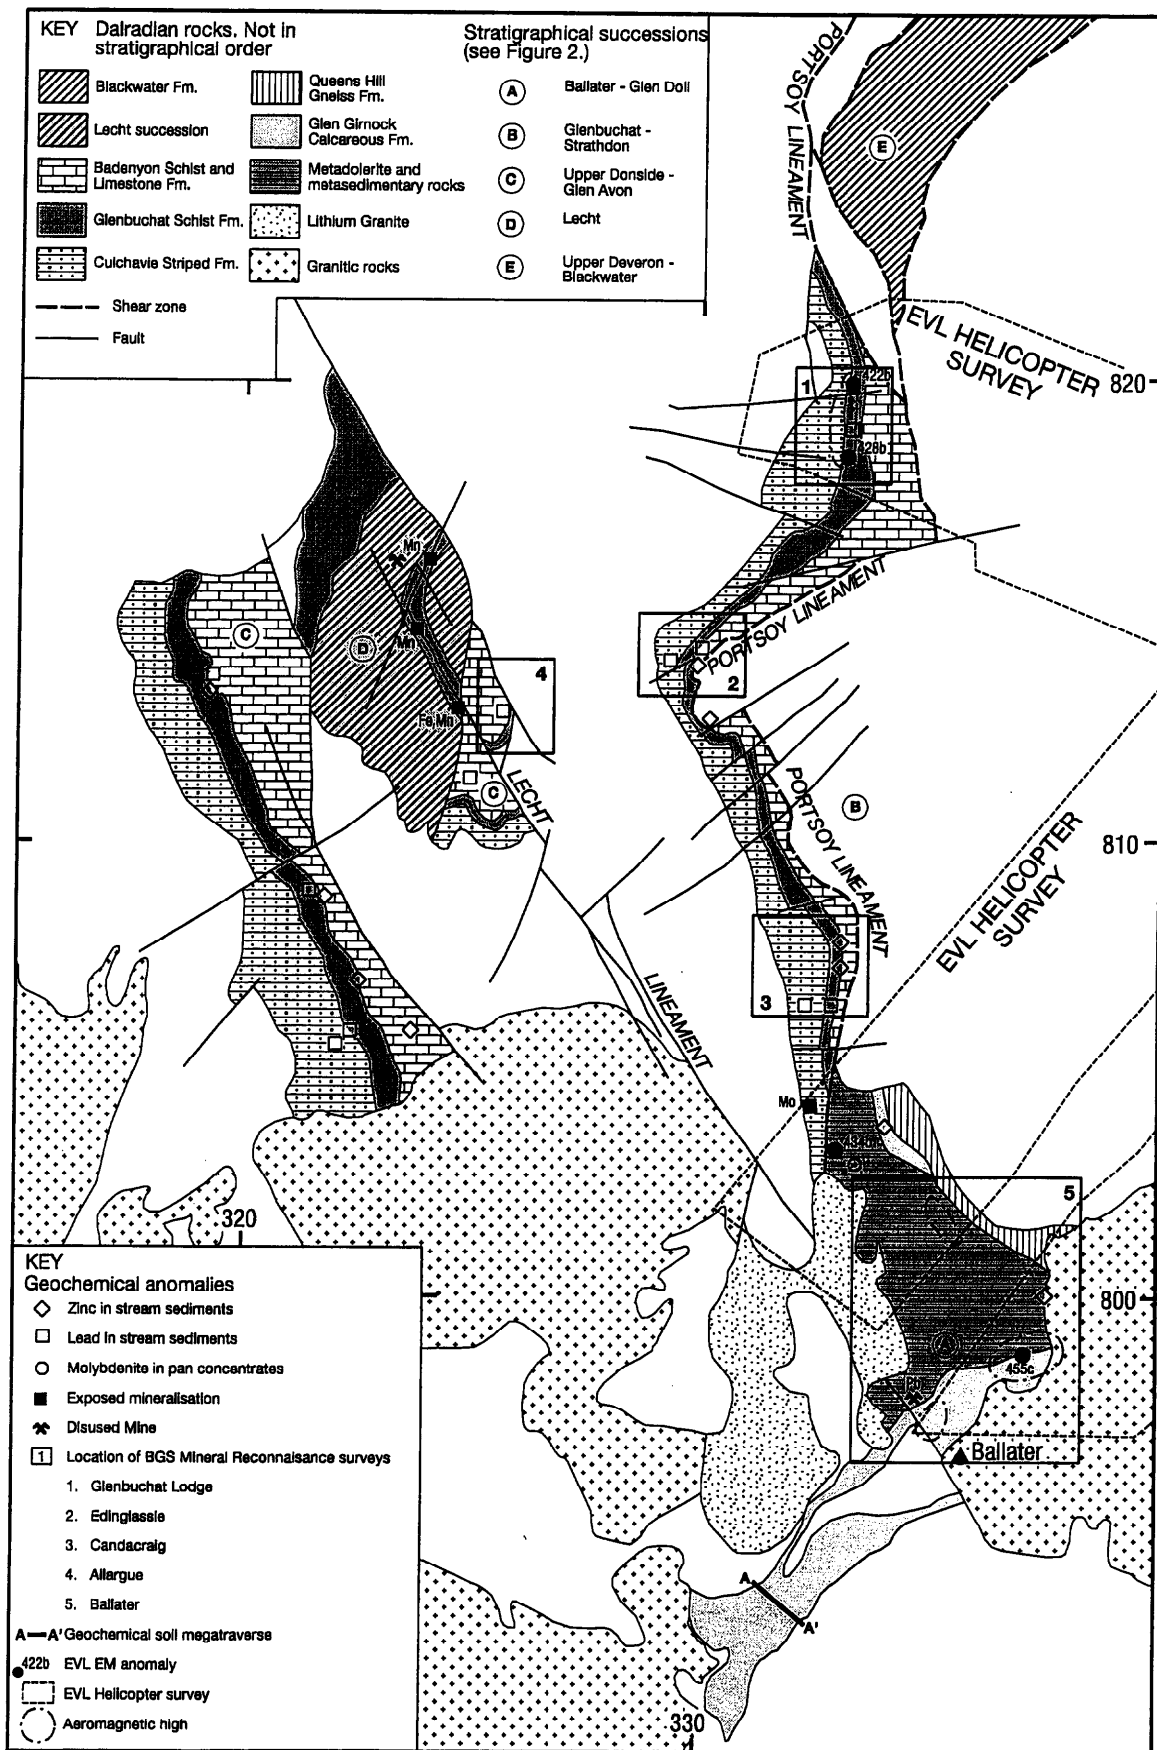 KEY Dalradian rocks. Not in
stratigraphical order
Blackwater Fm.
Lecht succession
Badenyon Schist and
Limestone Fm.
Glenbuchat Schist Fm.
Culchavie Striped Fm.
Shear zone
Fault
Queens Hill
Gneiss Fm.
Glen Girnock
Calcareous Fm.
Metadolerite and
metasedimentary rocks
Lithium Granite
Granitic rocks
Stratigraphical successions
(see Figure 2.)
A Ballater - Glen Doll
B Glenbuchat -
Strathdon
C Upper Donside -
Glen Avon
D Lecht
E Upper Deveron -
Blackwater
PORTSOY LINEAMENT
E
EVL HELICOPTER
SURVEY
820
1
422b
428b
Mn
C
D
Mn
4
Fe Mn
C
LECHT
PORTSOY LINEAMENT
2
PORTSOY LINEAMENT
B
810
EVL HELICOPTER
SURVEY
3
LINEAMENT
Mo
5
320
800
A
455c
Ballater
A
A'
330
KEY
Geochemical anomalies
Zinc in stream sediments
Lead in stream sediments
Molybdenite in pan concentrates
Exposed mineralisation
Disused Mine
1 Location of BGS Mineral Reconnaisance surveys
1. Glenbuchat Lodge
2. Edinglassie
3. Candacraig
4. Allargue
5. Ballater
A—A' Geochemical soil megatraverse
422b EVL EM anomaly
EVL Helicopter survey
Aeromagnetic high